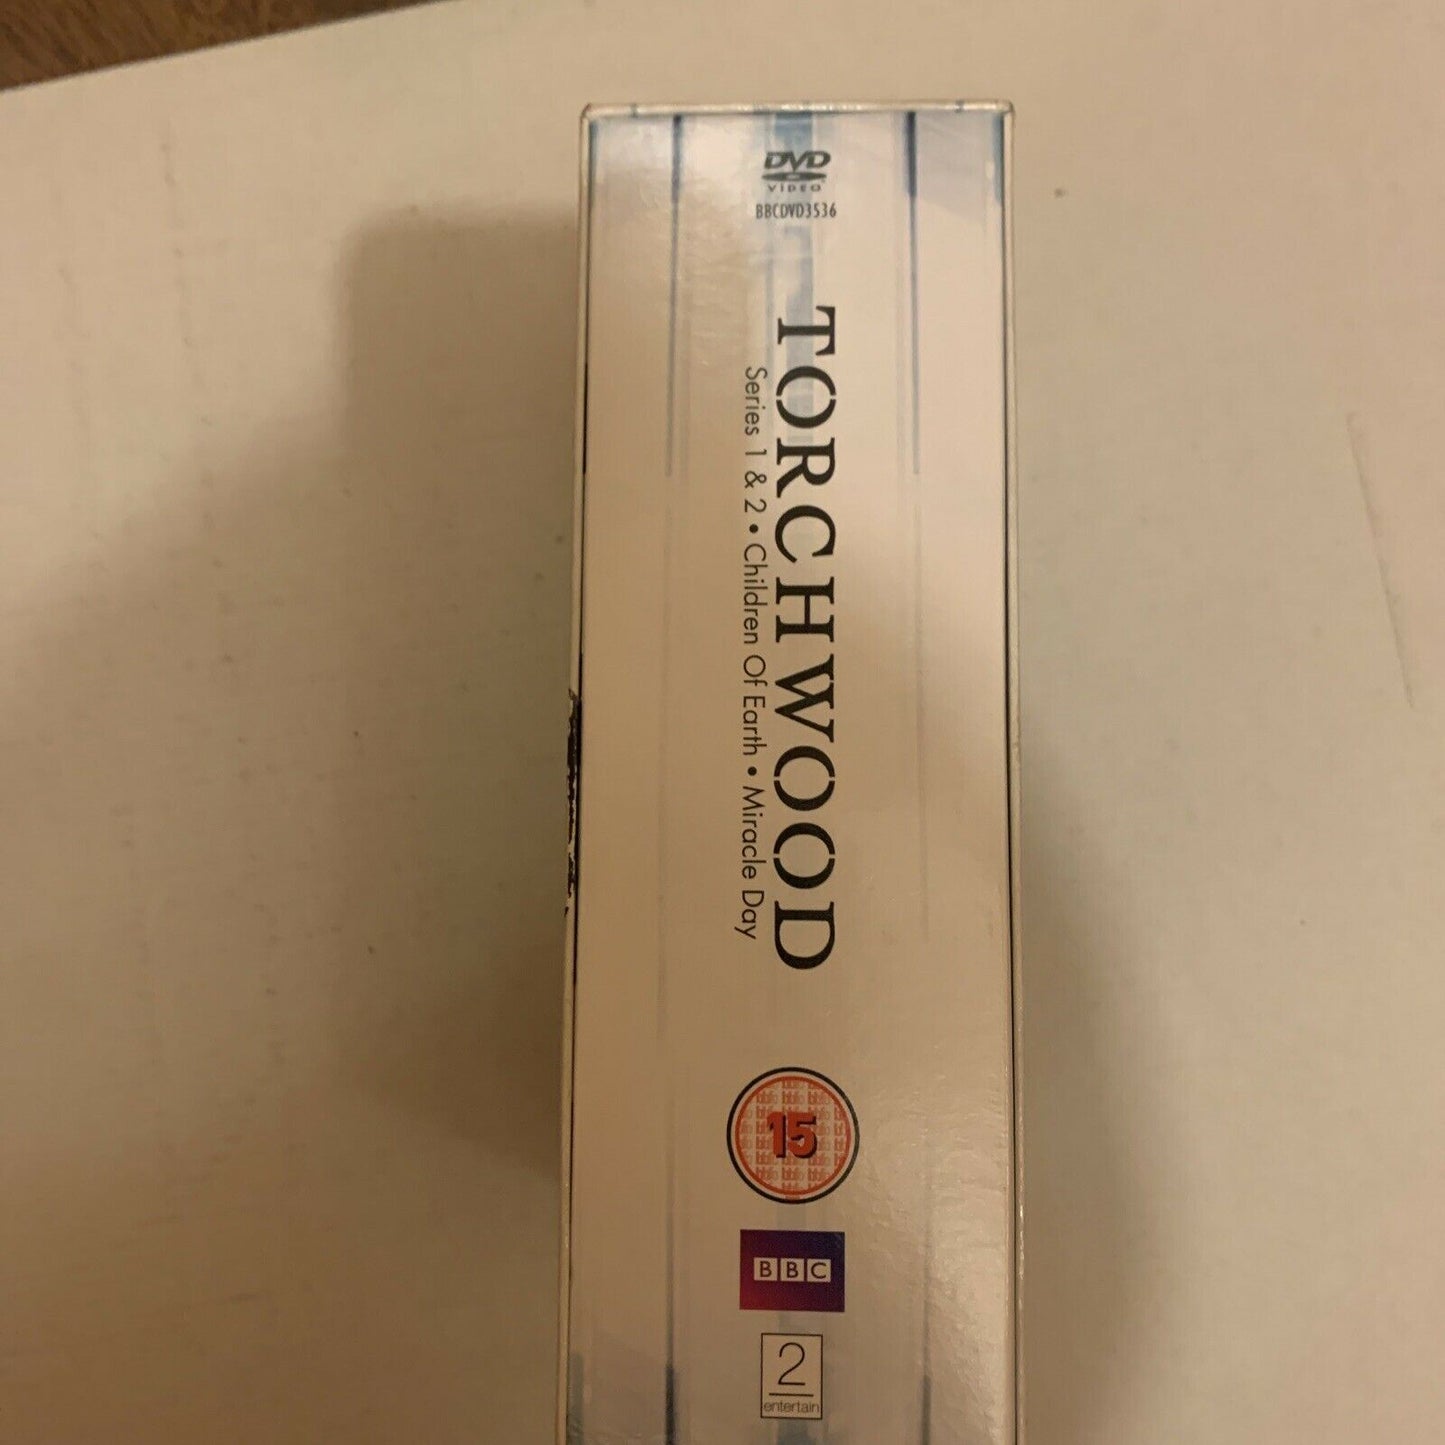 DVD
VIDEO
BBCDVD3536
TORCHWOOD
Series 1 & 2 • Children Of Earth • Miracle Day
15
BBC
2
entertain